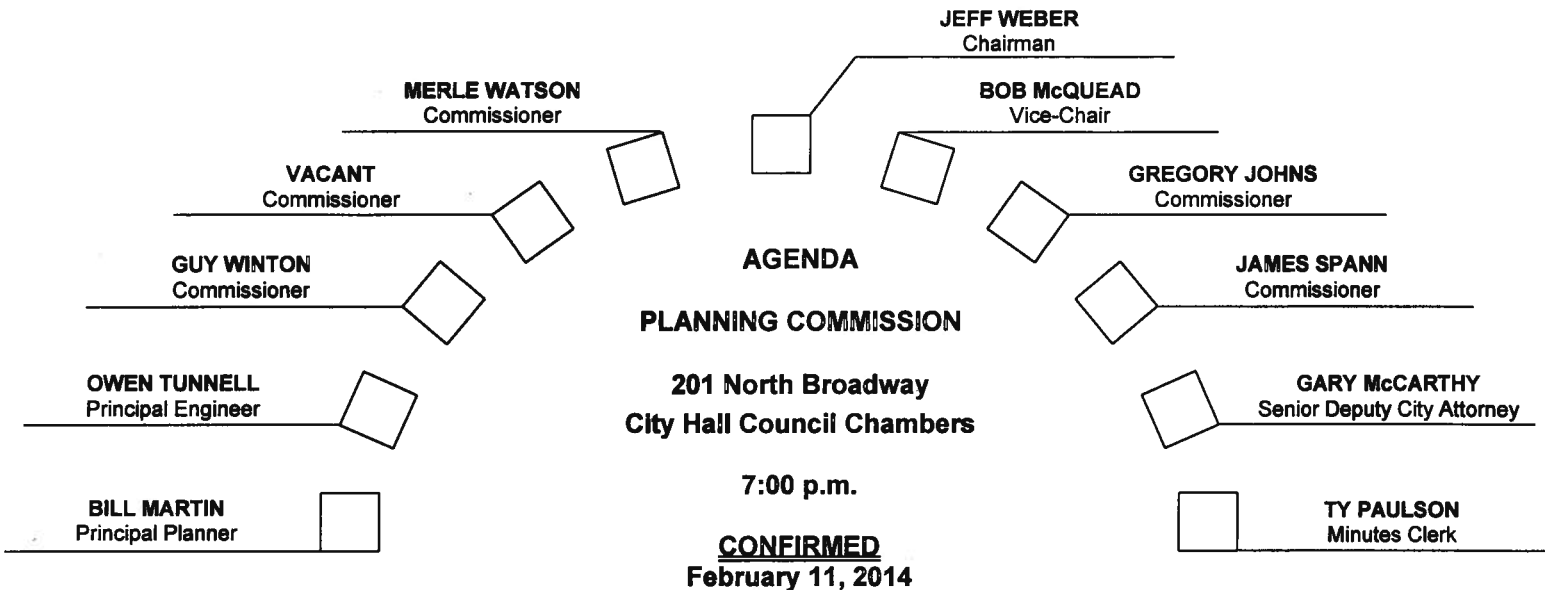 JEFF WEBER
Chairman
MERLE WATSON
Commissioner
BOB McQUEAD
Vice-Chair
VACANT
Commissioner
GREGORY JOHNS
Commissioner
GUY WINTON
Commissioner
JAMES SPANN
Commissioner
OWEN TUNNELL
Principal Engineer
GARY McCARTHY
Senior Deputy City Attorney
BILL MARTIN
Principal Planner
TY PAULSON
Minutes Clerk
AGENDA
PLANNING COMMISSION
201 North Broadway
City Hall Council Chambers
7:00 p.m.
CONFIRMED
February 11, 2014